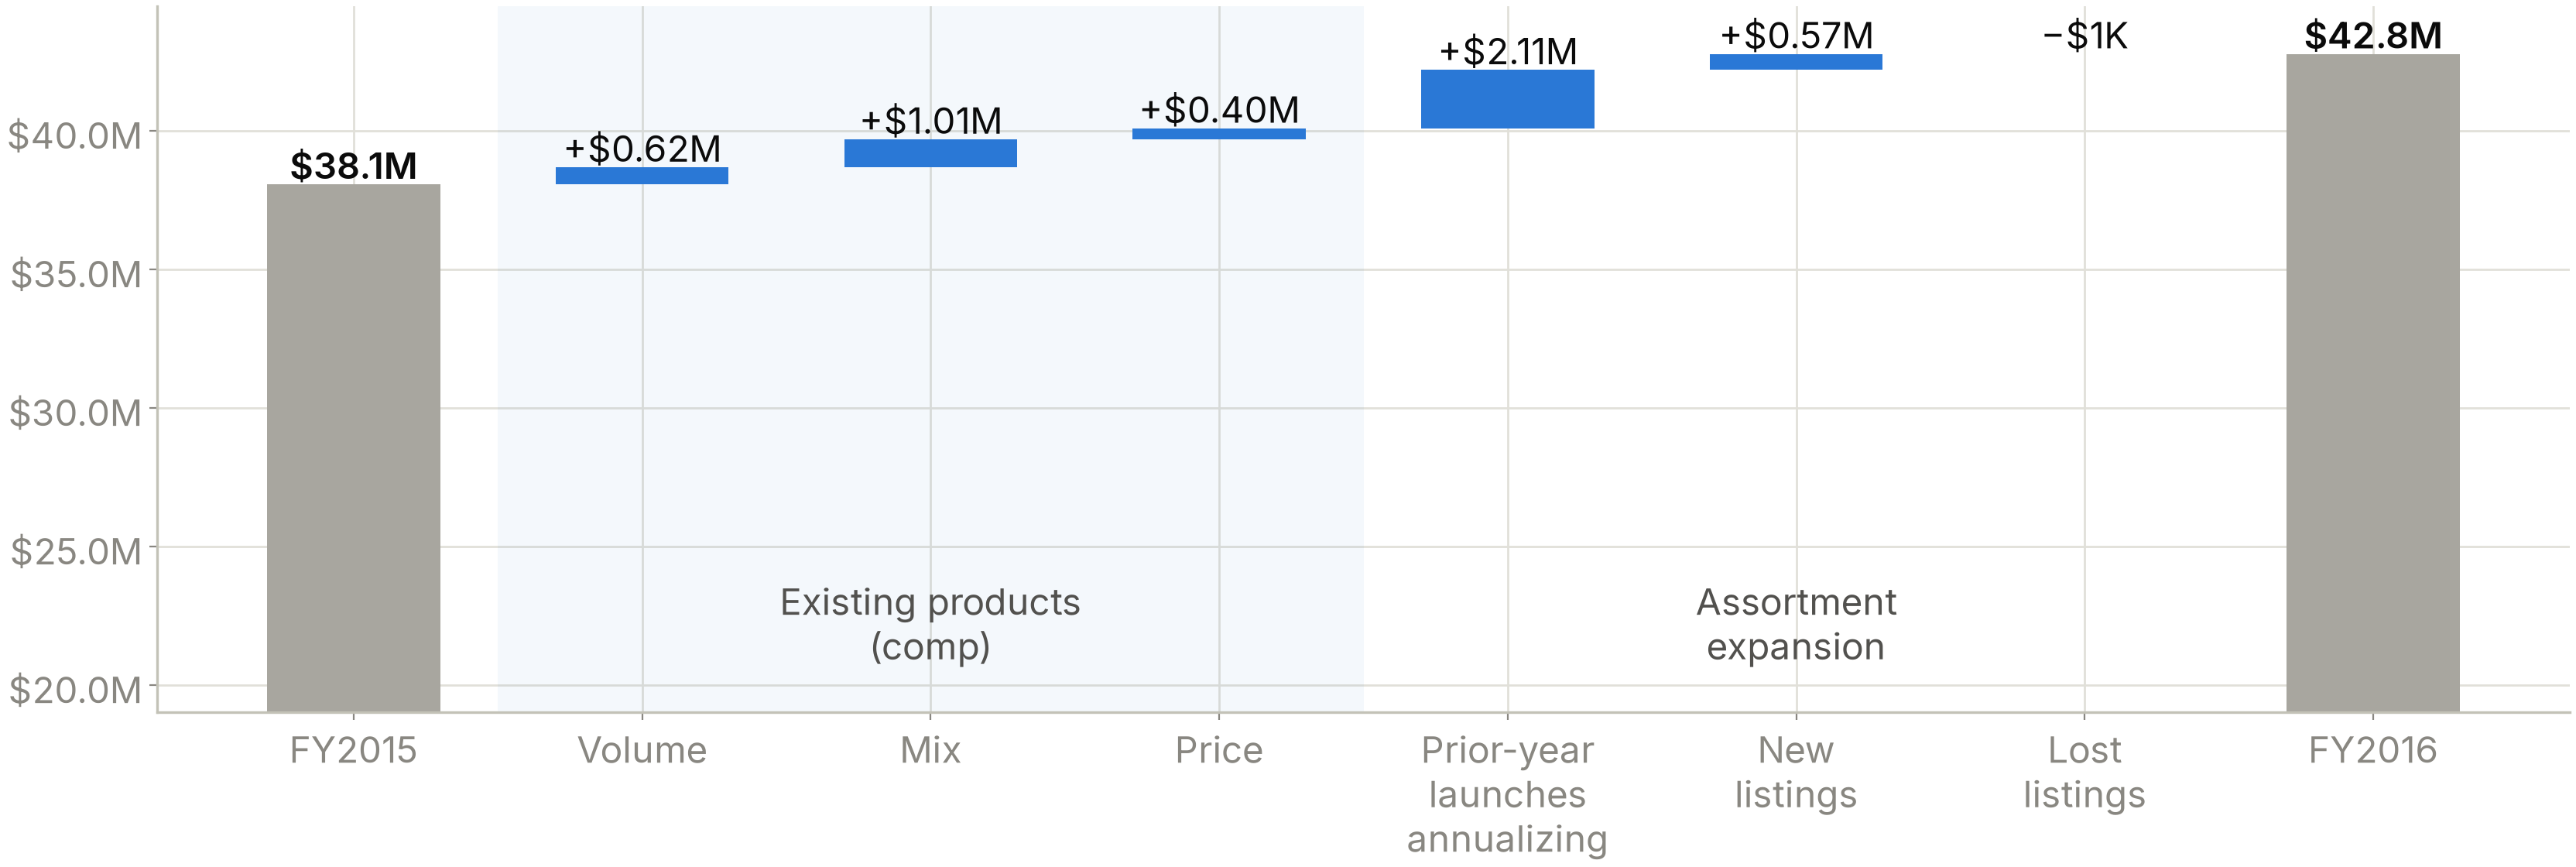 $42.8M
+$0.57M
−$1K
+$2.11M
+$0.40M
+$1.01M
+$0.62M
$38.1M
$40.0M
$35.0M
$30.0M
$25.0M
$20.0M
Existing products
(comp)
Assortment
expansion
FY2015
Volume
Mix
Price
Prior-year
launches
annualizing
New
listings
Lost
listings
FY2016